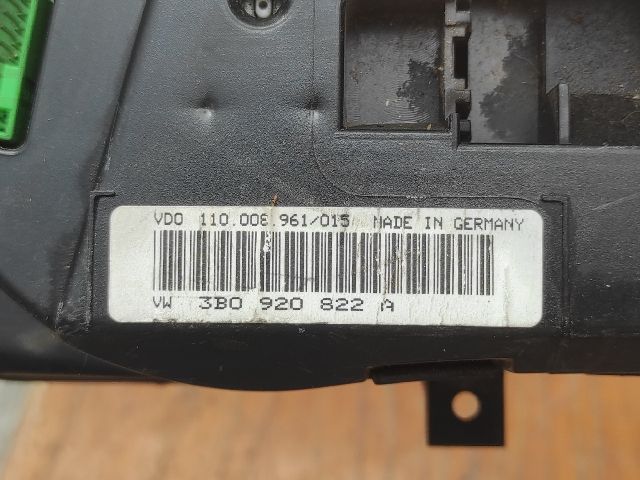 VDO 110.008.961/015 MADE IN GERMANY
VW 3B0 920 822 A